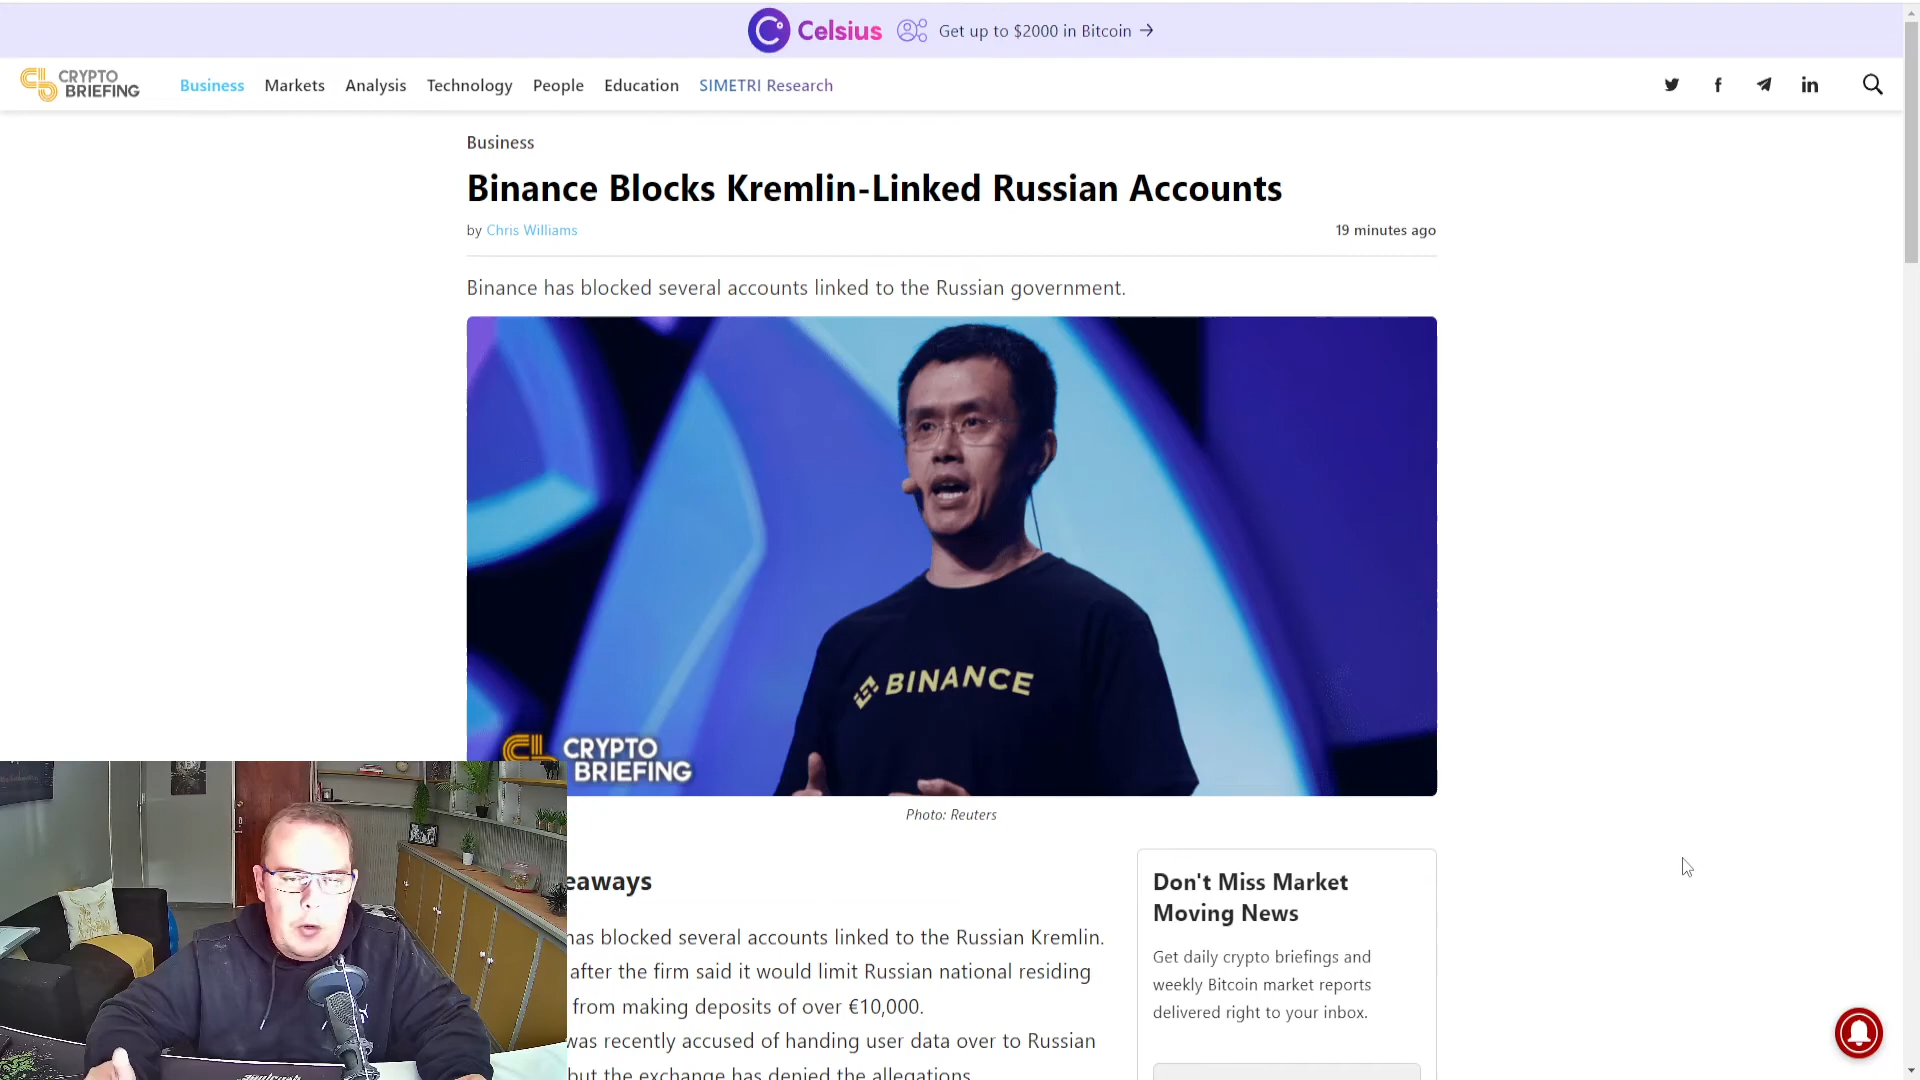 Celsius Get up to $2000 in Bitcoin →
CRYPTO
BRIEFING
Business Markets Analysis Technology People Education SIMETRI Research
Business
Binance Blocks Kremlin-Linked Russian Accounts
by Chris Williams 19 minutes ago
Binance has blocked several accounts linked to the Russian government.
BINANCE
CRYPTO
BRIEFING
Photo: Reuters
eaways
has blocked several accounts linked to the Russian Kremlin.
after the firm said it would limit Russian national residing
from making deposits of over €10,000.
was recently accused of handing user data over to Russian
but the exchange has denied the allegations.
Don't Miss Market
Moving News
Get daily crypto briefings and
weekly Bitcoin market reports
delivered right to your inbox.